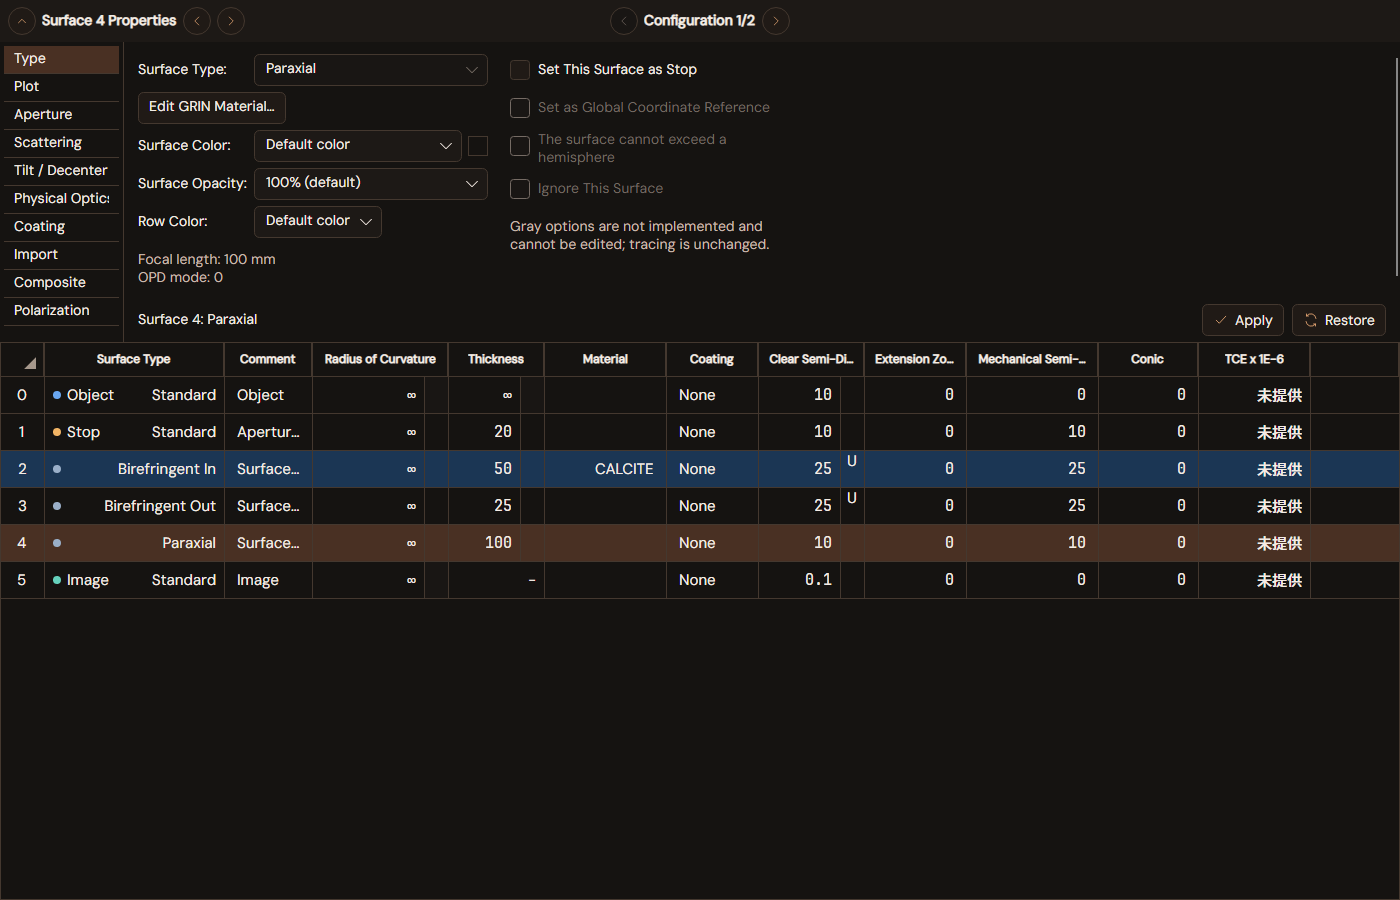 Surface 4 Properties
Configuration 1/2
Type
Plot
Aperture
Scattering
Tilt / Decenter
Physical Optics
Coating
Import
Composite
Polarization
Surface Type: Paraxial
Edit GRIN Material...
Surface Color: Default color
Surface Opacity: 100% (default)
Row Color: Default color
Focal length: 100 mm
OPD mode: 0
Set This Surface as Stop
Set as Global Coordinate Reference
The surface cannot exceed a
hemisphere
Ignore This Surface
Gray options are not implemented and
cannot be edited; tracing is unchanged.
Surface 4: Paraxial
Apply Restore
Surface Type Comment Radius of Curvature Thickness Material Coating Clear Semi-Di... Extension Zo... Mechanical Semi-... Conic TCE x 1E-6
0 Object Standard Object ∞ ∞ None 10 0 0 0 未提供
1 Stop Standard Apertur... ∞ 20 None 10 0 10 0 未提供
2 Birefringent In Surface... ∞ 50 CALCITE None 25 U 0 25 0 未提供
3 Birefringent Out Surface... ∞ 25 None 25 U 0 25 0 未提供
4 Paraxial Surface... ∞ 100 None 10 0 10 0 未提供
5 Image Standard Image ∞ - None 0.1 0 0 0 未提供